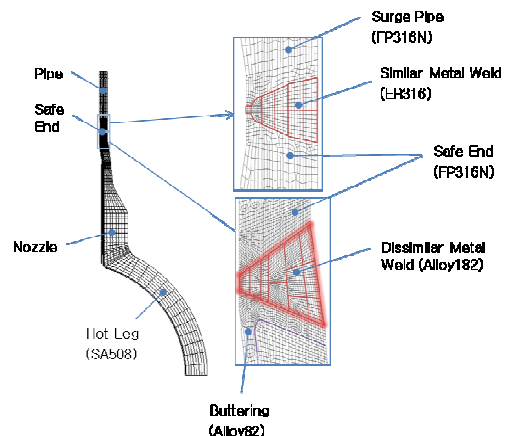 Surge Pipe
(FP316N)
Pipe
Similar Metal Weld
(ER316)
Safe
End
Safe End
(FP316N)
Nozzle
Dissimilar Metal
Weld (Alloy182)
Hot Leg
(SA508)
Buttering
(Alloy82)